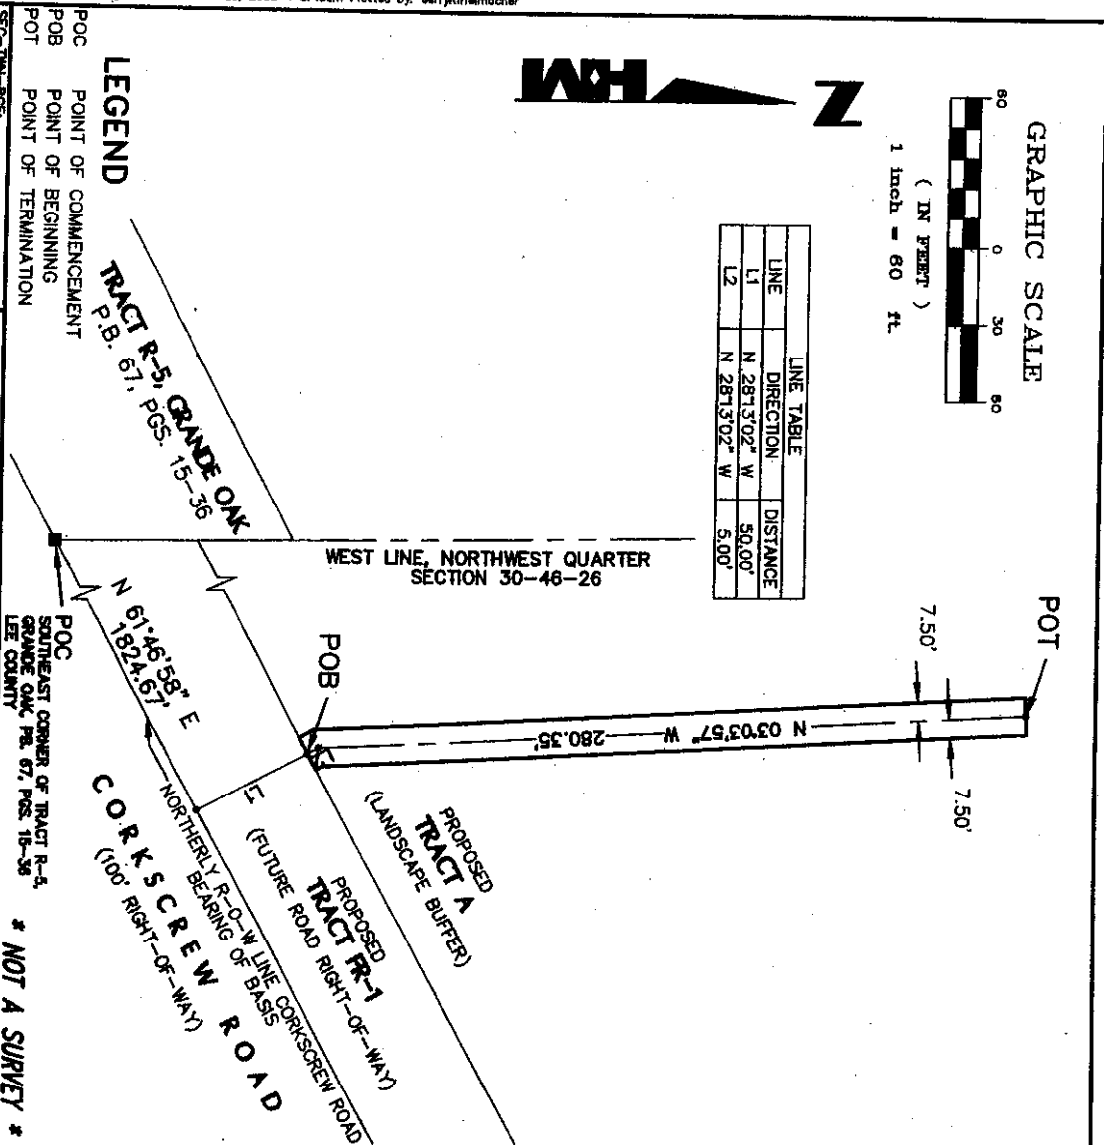 GRAPHIC SCALE
60 0 30 60
( IN FEET )
1 inch = 60 ft.
N
HM
LINE TABLE
LINE DIRECTION DISTANCE
L1 N 28°13'02" W 50.00'
L2 N 28°13'02" W 5.00'
POT
7.50'
7.50'
N 03°03'57" W 280.35'
WEST LINE, NORTHWEST QUARTER
SECTION 30-46-26
LEGEND
POC POINT OF COMMENCEMENT
POB POINT OF BEGINNING
POT POINT OF TERMINATION
TRACT R-5, GRANDE OAK
P.B. 67, PGS. 15-36
POB
L1
PROPOSED
TRACT A
(LANDSCAPE BUFFER)
PROPOSED
TRACT FR-1
(FUTURE ROAD RIGHT-OF-WAY)
N 61°46'58" E
1824.67'
NORTHERLY R-O-W LINE CORKSCREW ROAD
BEARING OF BASIS
CORKSCREW ROAD
(100' RIGHT-OF-WAY)
POC
SOUTHEAST CORNER OF TRACT R-5,
GRANDE OAK, PB. 67, PGS. 15-36
LEE COUNTY
* NOT A SURVEY *